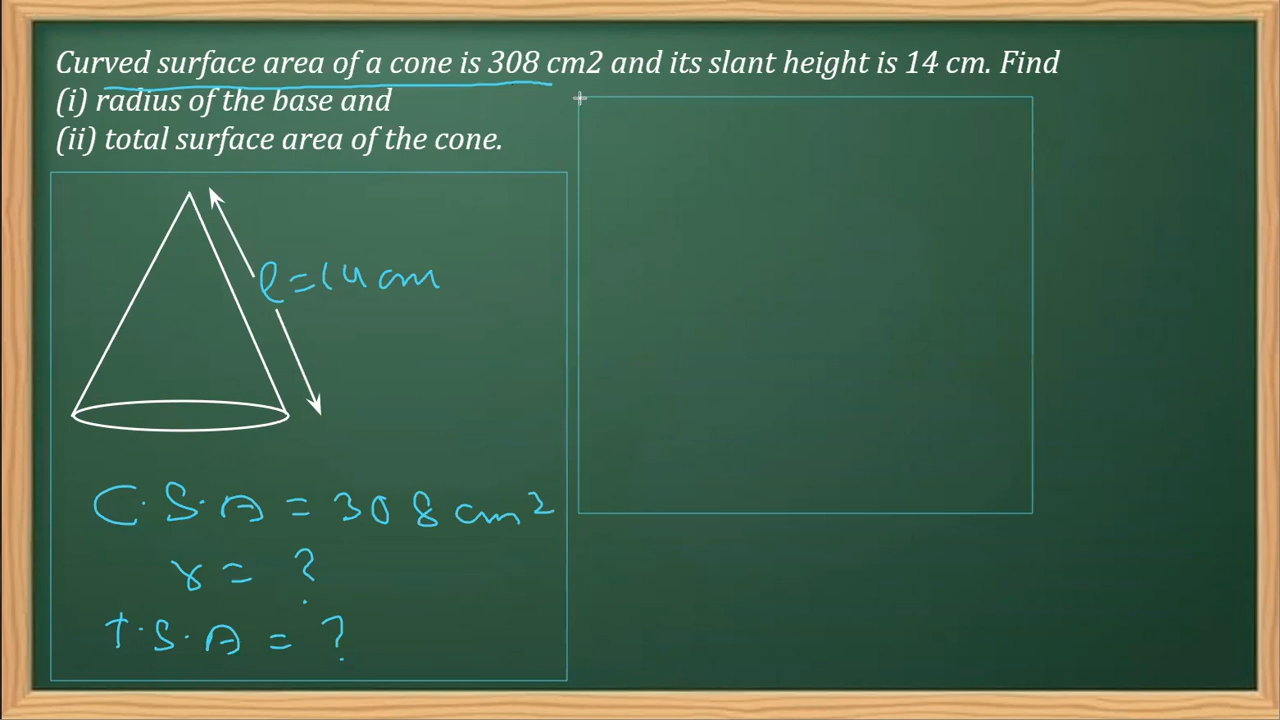 Curved surface area of a cone is 308 cm2 and its slant height is 14 cm. Find
(i) radius of the base and
(ii) total surface area of the cone.
l = 14 cm
C.S.A = 308 cm²
r = ?
T.S.A = ?